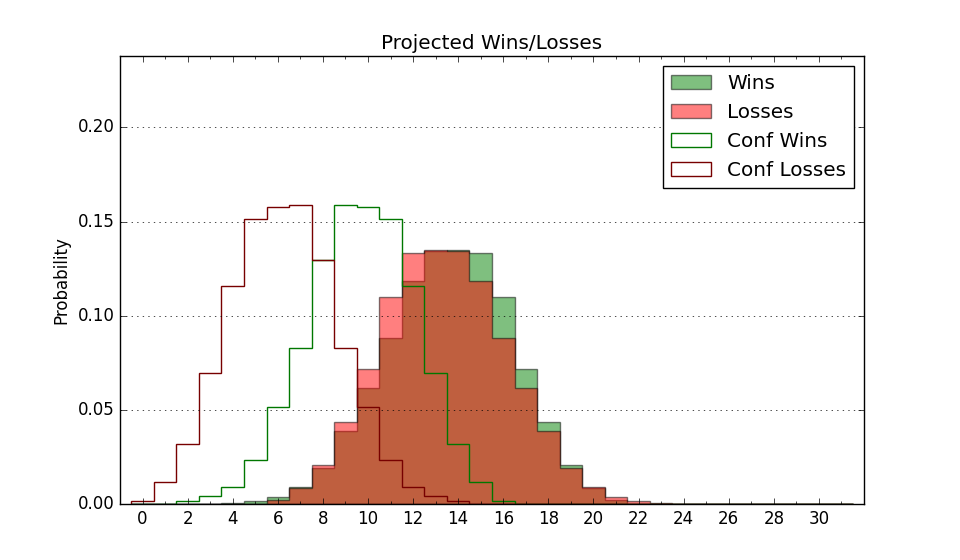 Projected Wins/Losses
Wins
Losses
Conf Wins
Conf Losses
Probability
0.20
0.15
0.10
0.05
0.00
0 2 4 6 8 10 12 14 16 18 20 22 24 26 28 30